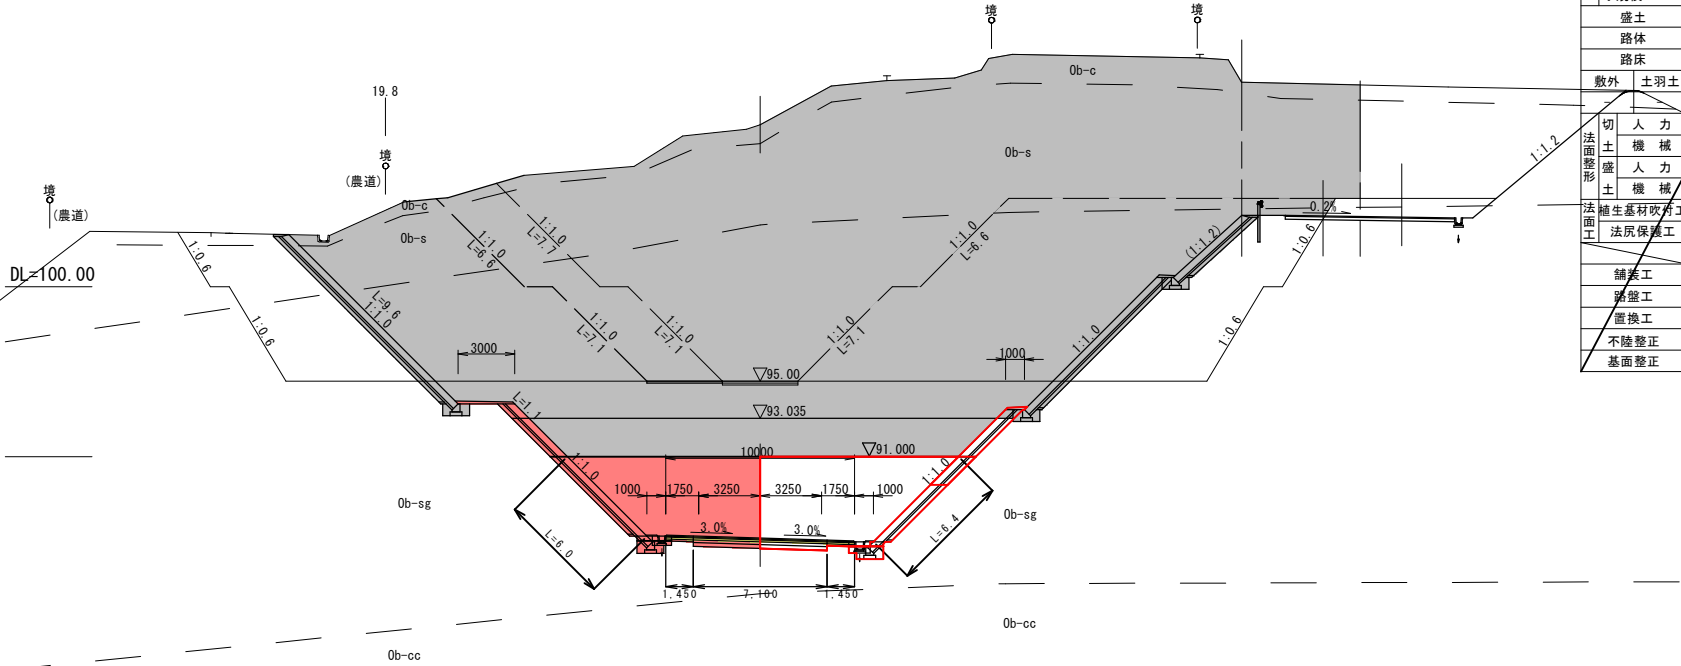 境
境
Ob-c
盛土
路体
路床
敷外
土羽土
19.8
境
(農道)
境
(農道)
Ob-c
Ob-s
Ob-s
1:1.0
L=7.7
1:1.0
L=6.6
1:1.0
L=6.6
(1:1.2)
0.2%
1:1.2
法面整形
切土
人 力
機 械
盛土
人 力
機 械
法面工
植生基材吹付工
法尻保護工
舗装工
路盤工
置換工
不陸整正
基面整正
DL=100.00
1:0.6
1:0.6
1:0.6
1:0.6
L=9.6
1:1.0
1:1.0
L=7.1
1:1.0
L=7.1
1:1.0
L=7.1
1:1.0
3000
1000
▽95.00
L=1.1
▽93.035
▽91.000
10000
1:1.0
1:1.0
1000
1750
3250
3250
1750
1000
Ob-sg
Ob-sg
3.0%
3.0%
L=6.0
L=6.4
1,450
7,100
1,450
Ob-cc
Ob-cc